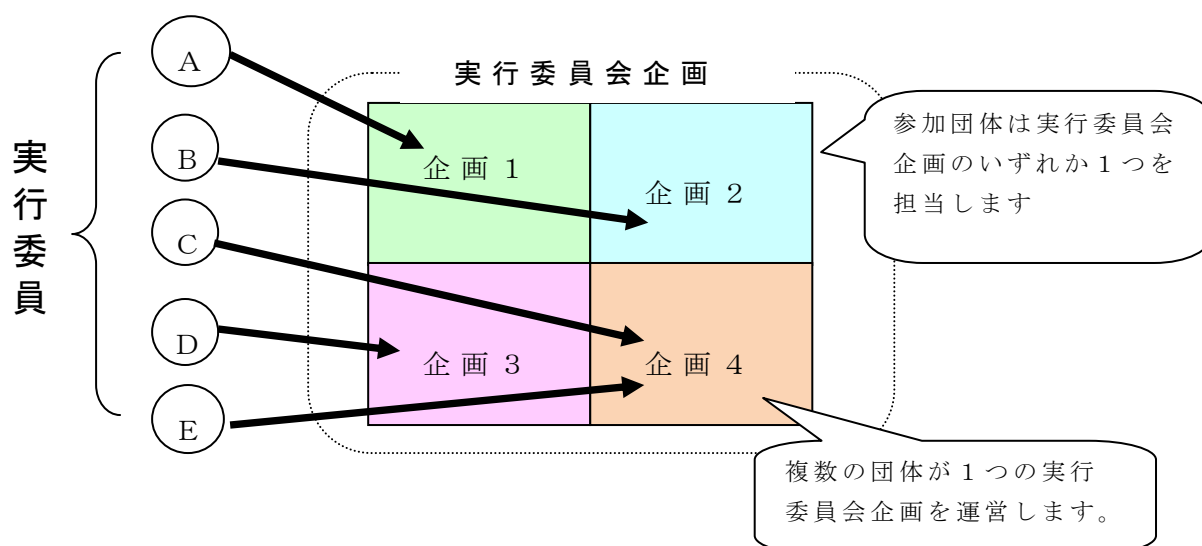 実行委員会企画
実行委員
A
B
C
D
E
企画１
企画２
企画３
企画４
参加団体は実行委員会
企画のいずれか１つを
担当します
複数の団体が１つの実行
委員会企画を運営します。